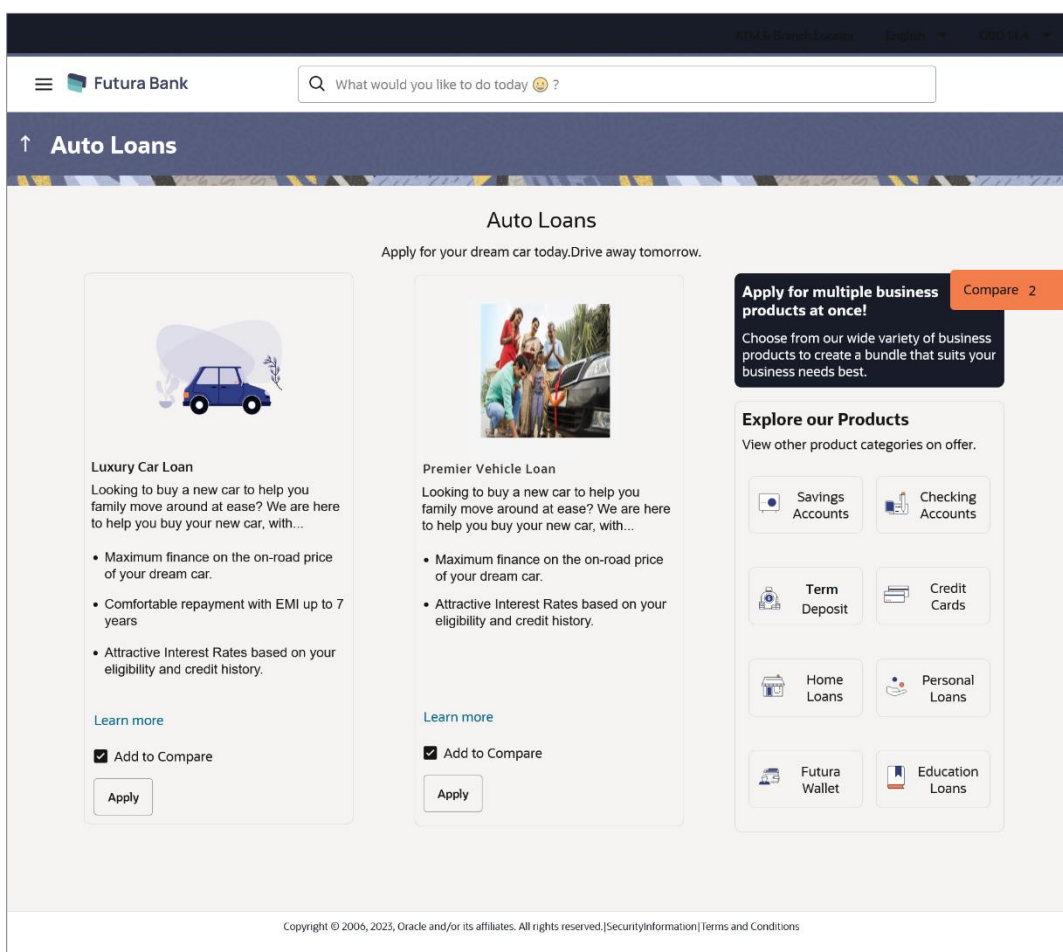 ATM & Branch Locator English
Futura Bank
What would you like to do today 😀 ?
↑ Auto Loans
Auto Loans
Apply for your dream car today.Drive away tomorrow.
Luxury Car Loan
Looking to buy a new car to help you
family move around at ease? We are here
to help you buy your new car, with...
• Maximum finance on the on-road price
of your dream car.
• Comfortable repayment with EMI up to 7
years
• Attractive Interest Rates based on your
eligibility and credit history.
Learn more
Add to Compare
Apply
Premier Vehicle Loan
Looking to buy a new car to help you
family move around at ease? We are here
to help you buy your new car, with...
• Maximum finance on the on-road price
of your dream car.
• Attractive Interest Rates based on your
eligibility and credit history.
Learn more
Add to Compare
Apply
Compare 2
Apply for multiple business
products at once!
Choose from our wide variety of business
products to create a bundle that suits your
business needs best.
Explore our Products
View other product categories on offer.
Savings
Accounts
Checking
Accounts
Term
Deposit
Credit
Cards
Home
Loans
Personal
Loans
Futura
Wallet
Education
Loans
Copyright © 2006, 2023, Oracle and/or its affiliates. All rights reserved.|SecurityInformation|Terms and Conditions